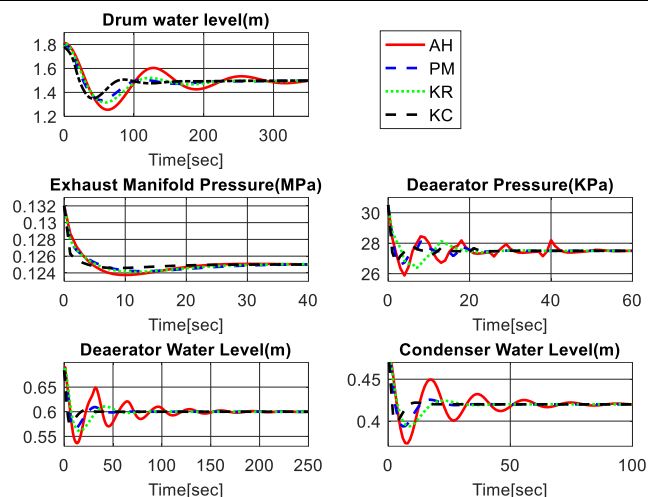 Drum water level(m)
1.8
1.6
1.4
1.2
0 100 200 300
Time[sec]
AH
PM
KR
KC
Exhaust Manifold Pressure(MPa)
0.132
0.13
0.128
0.126
0.124
0 10 20 30 40
Time[sec]
Deaerator Pressure(KPa)
30
28
26
0 20 40 60
Time[sec]
Deaerator Water Level(m)
0.65
0.6
0.55
0 50 100 150 200 250
Time[sec]
Condenser Water Level(m)
0.45
0.4
0 50 100
Time[sec]